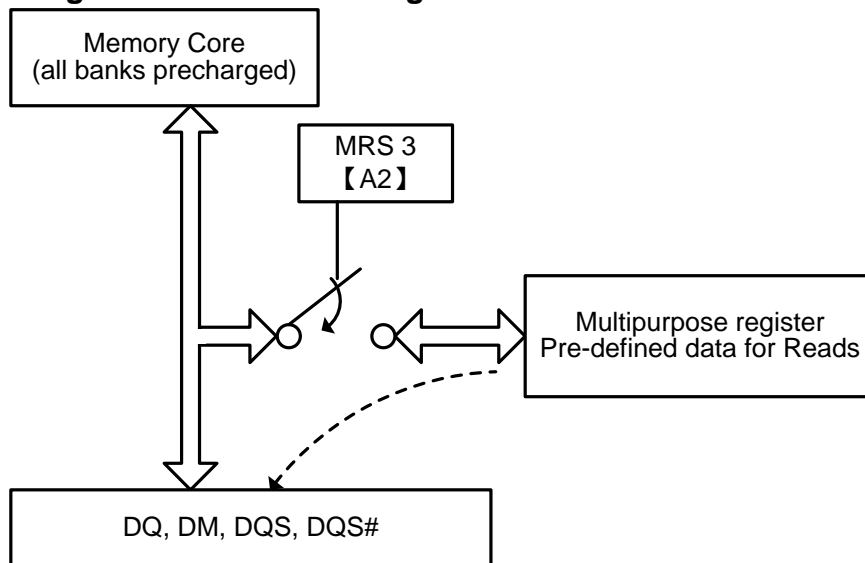 Memory Core
(all banks precharged)
MRS 3
【A2】
Multipurpose register
Pre-defined data for Reads
DQ, DM, DQS, DQS#